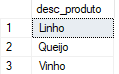 desc_produto
1 Linho
2 Queijo
3 Vinho